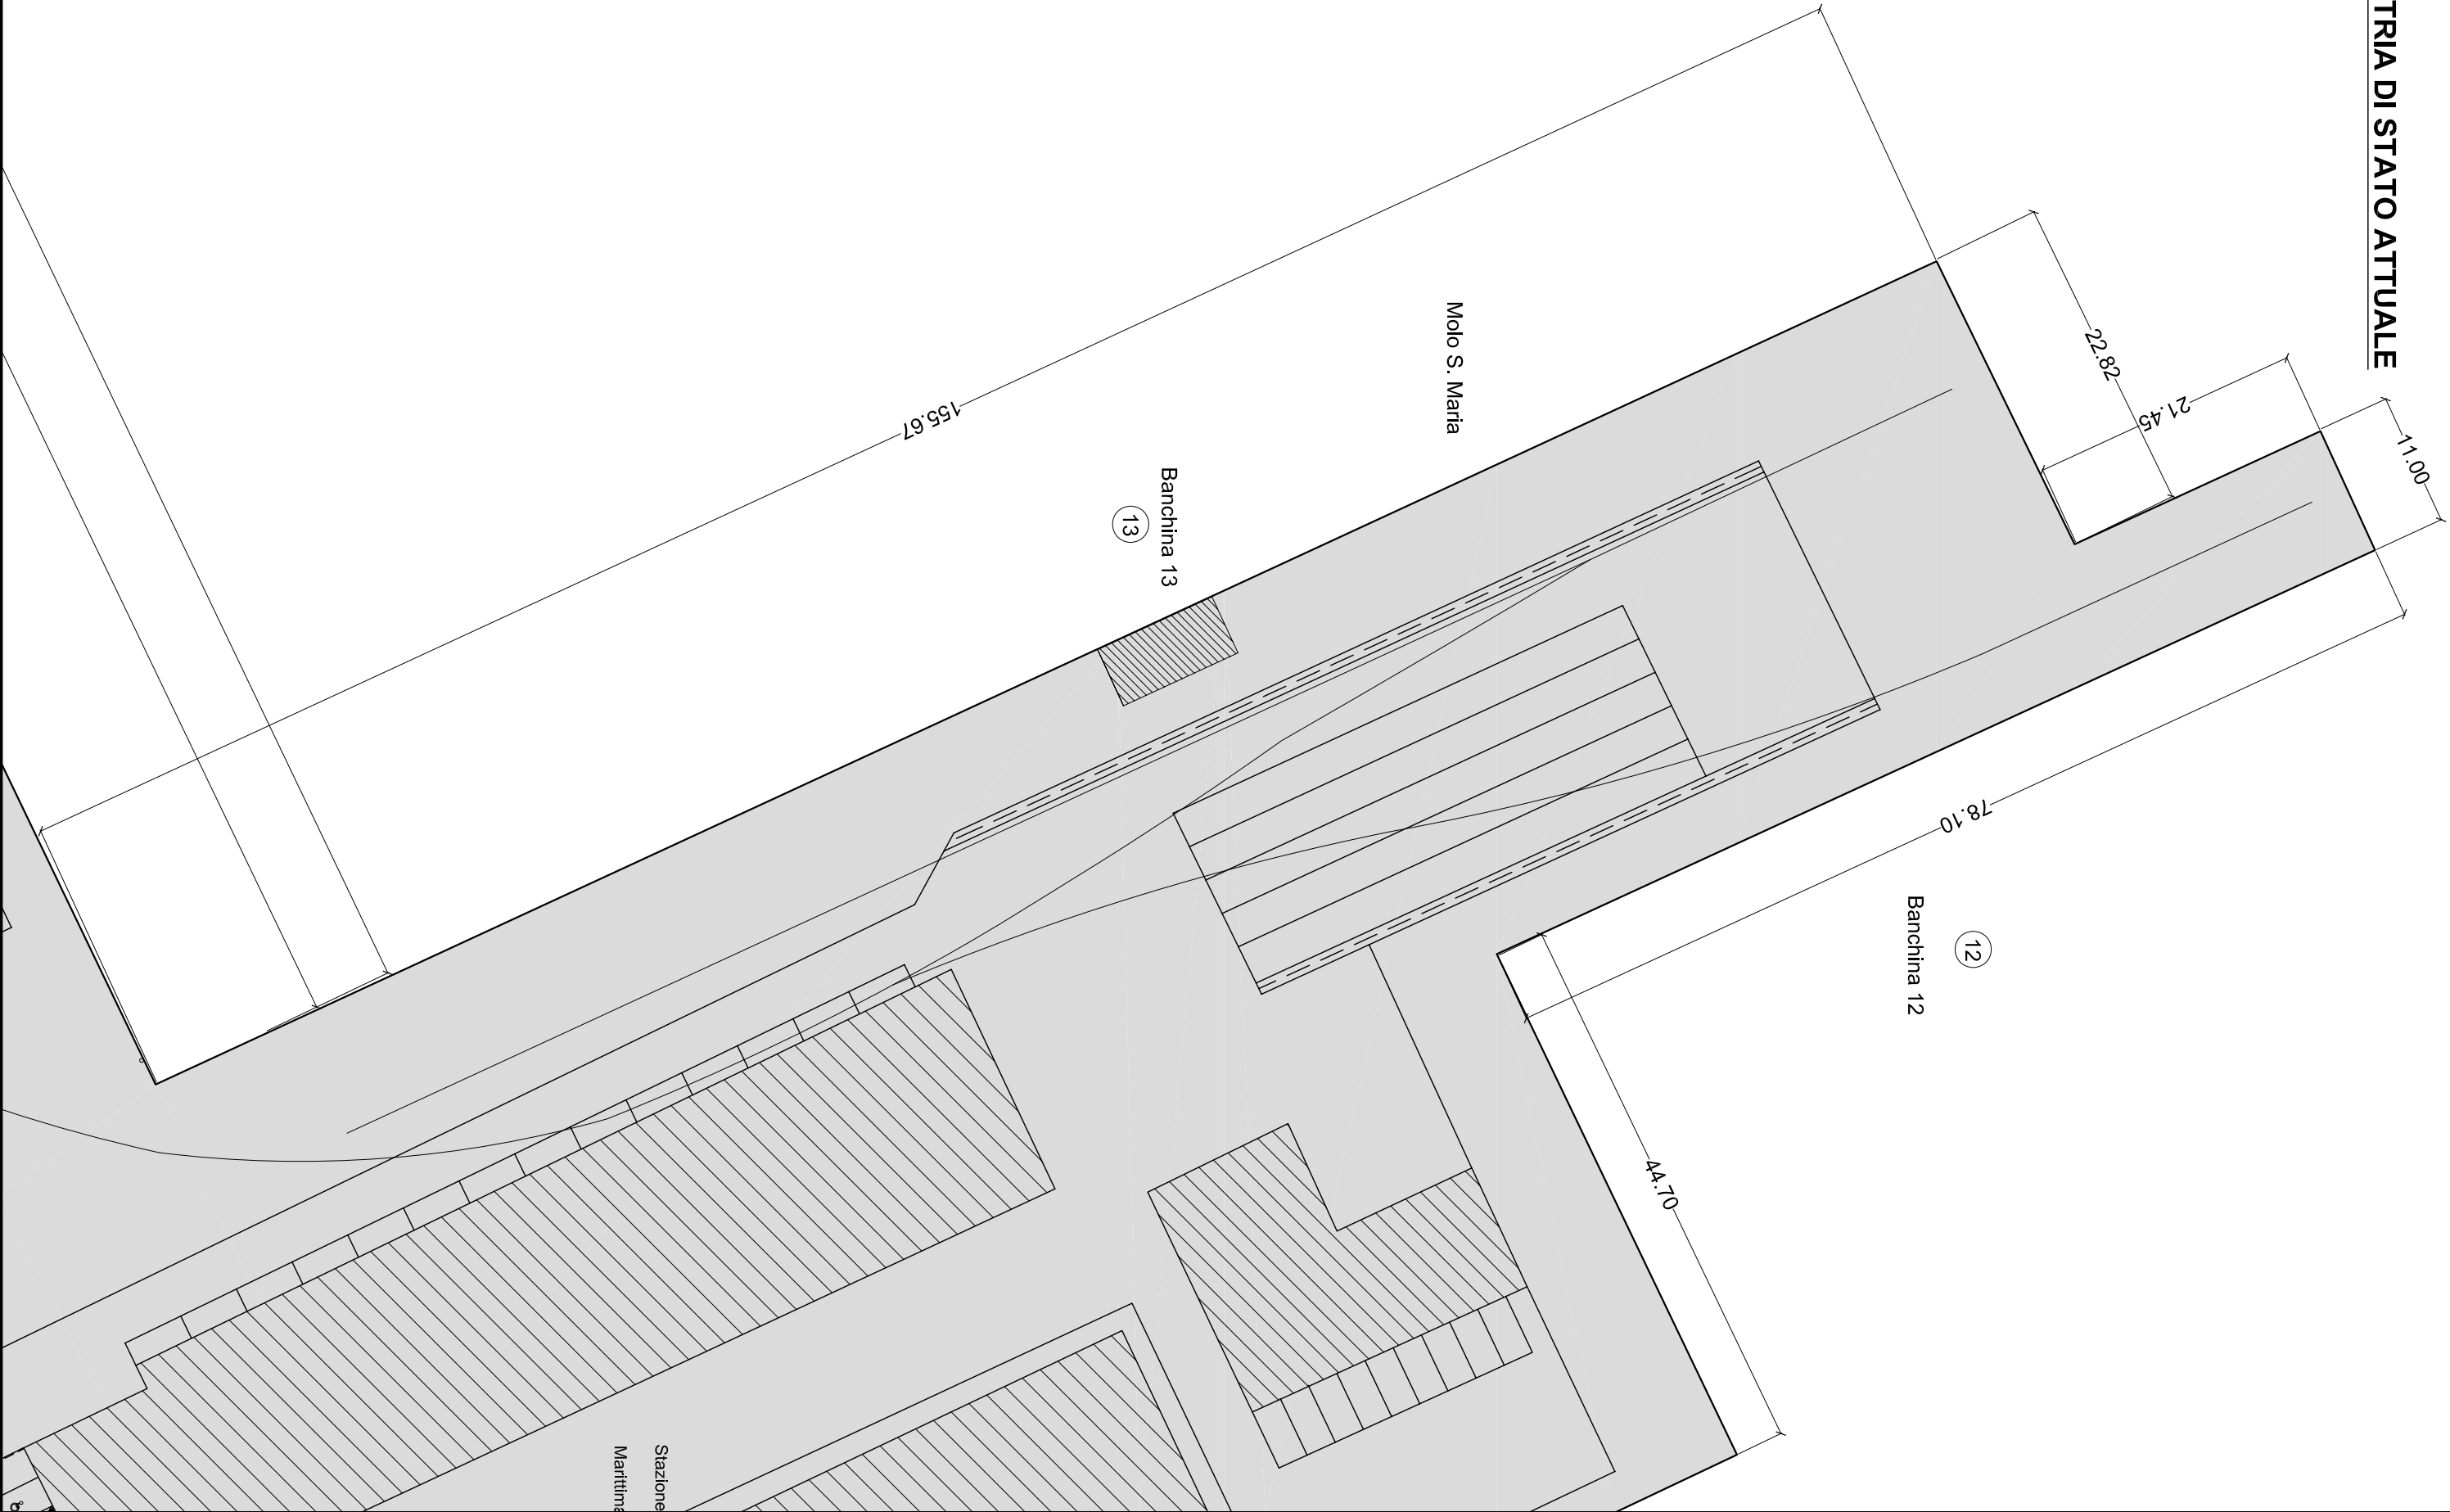 TRIA DI STATO ATTUALE
11.00
21.45
22.82
12
Banchina 12
78.10
44.70
Molo S. Maria
Banchina 13
13
155.67
Stazione
Marittima